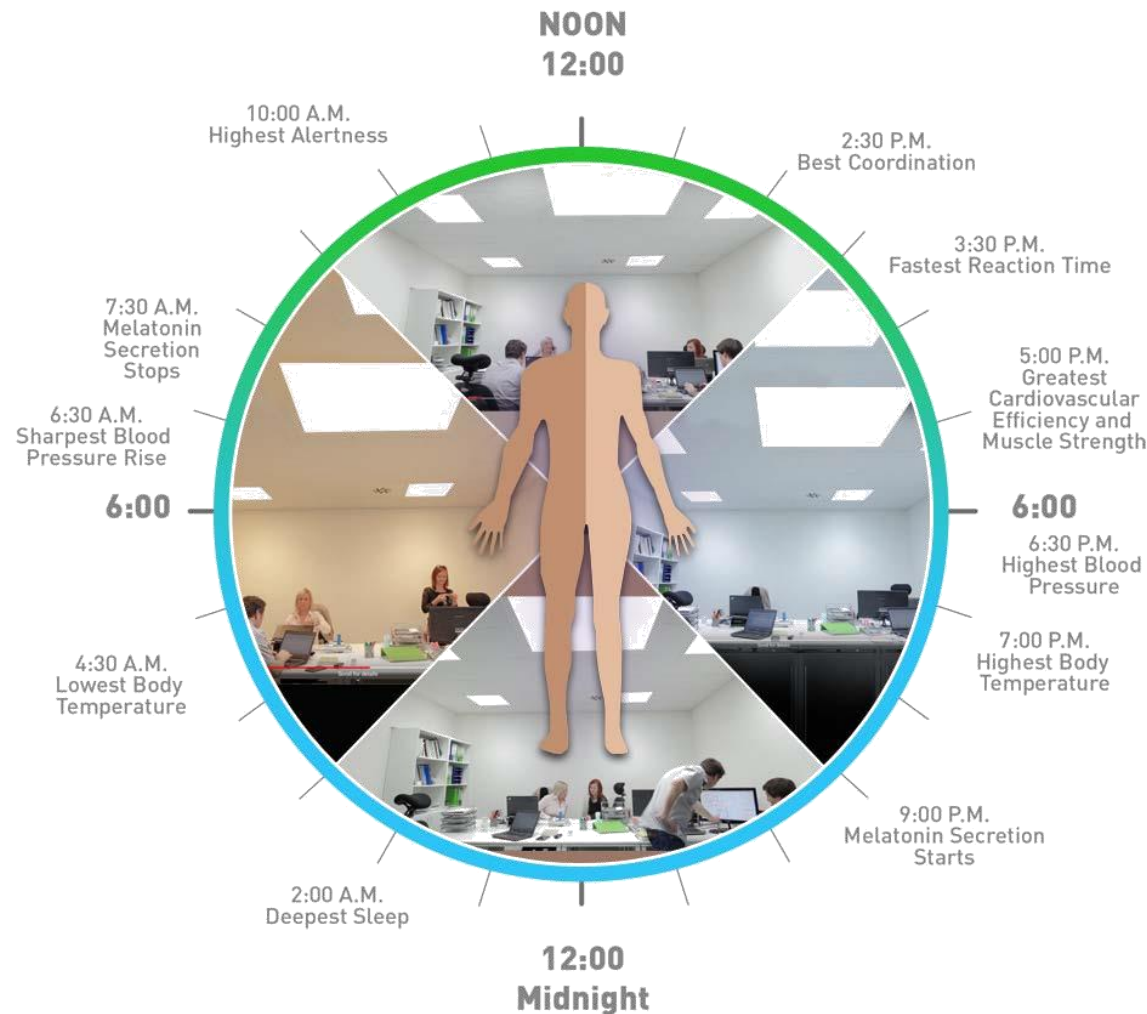 NOON
12:00
10:00 A.M.
Highest Alertness
2:30 P.M.
Best Coordination
3:30 P.M.
Fastest Reaction Time
7:30 A.M.
Melatonin
Secretion
Stops
5:00 P.M.
Greatest
Cardiovascular
Efficiency and
Muscle Strength
6:30 A.M.
Sharpest Blood
Pressure Rise
6:00
6:00
6:30 P.M.
Highest Blood
Pressure
4:30 A.M.
Lowest Body
Temperature
7:00 P.M.
Highest Body
Temperature
Scroll for details
9:00 P.M.
Melatonin Secretion
Starts
2:00 A.M.
Deepest Sleep
12:00
Midnight